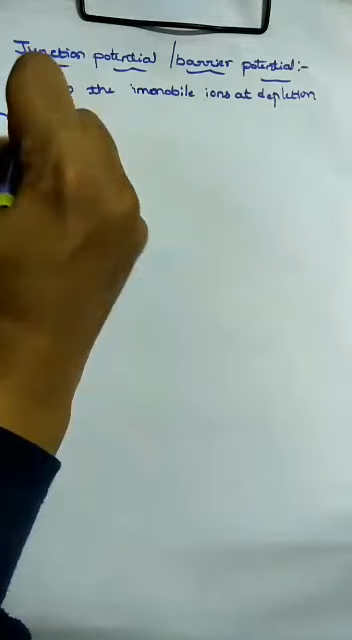 Junction potential / barrier potential:-
the immobile ions at depletion